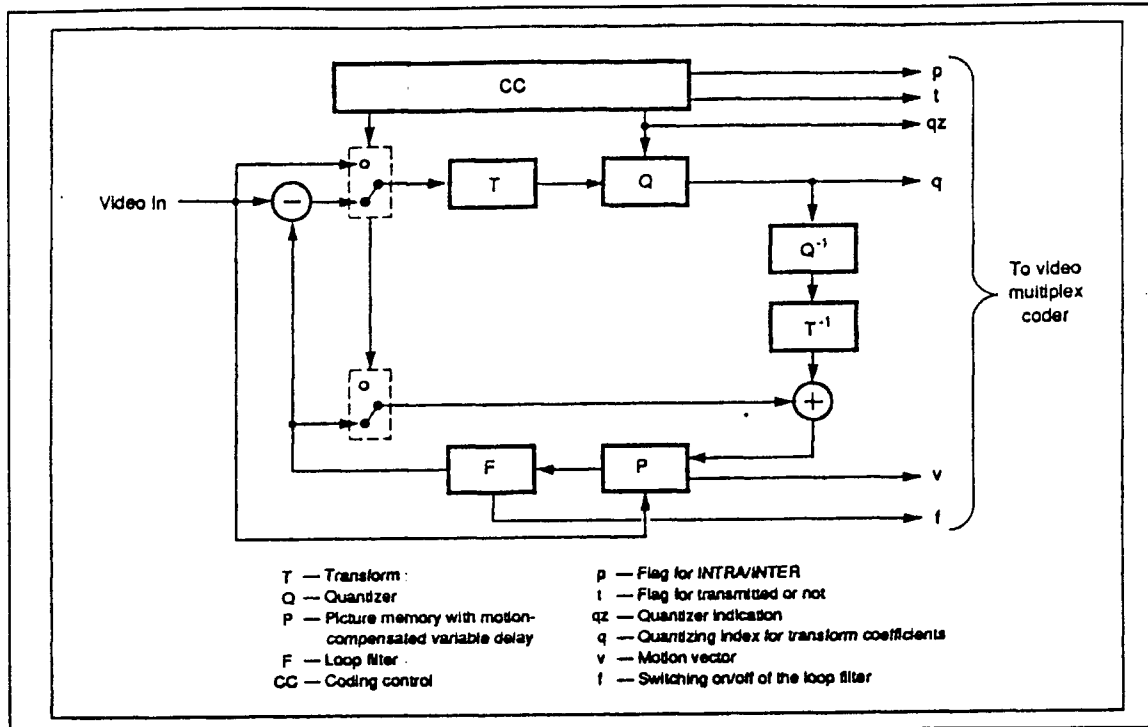 CC
p
t
qz
Video In
T
Q
q
Q⁻¹
T⁻¹
To video
multiplex
coder
F
P
v
f
T — Transform
Q — Quantizer
P — Picture memory with motion-
compensated variable delay
F — Loop filter
CC — Coding control
p — Flag for INTRA/INTER
t — Flag for transmitted or not
qz — Quantizer indication
q — Quantizing index for transform coefficients
v — Motion vector
f — Switching on/off of the loop filter